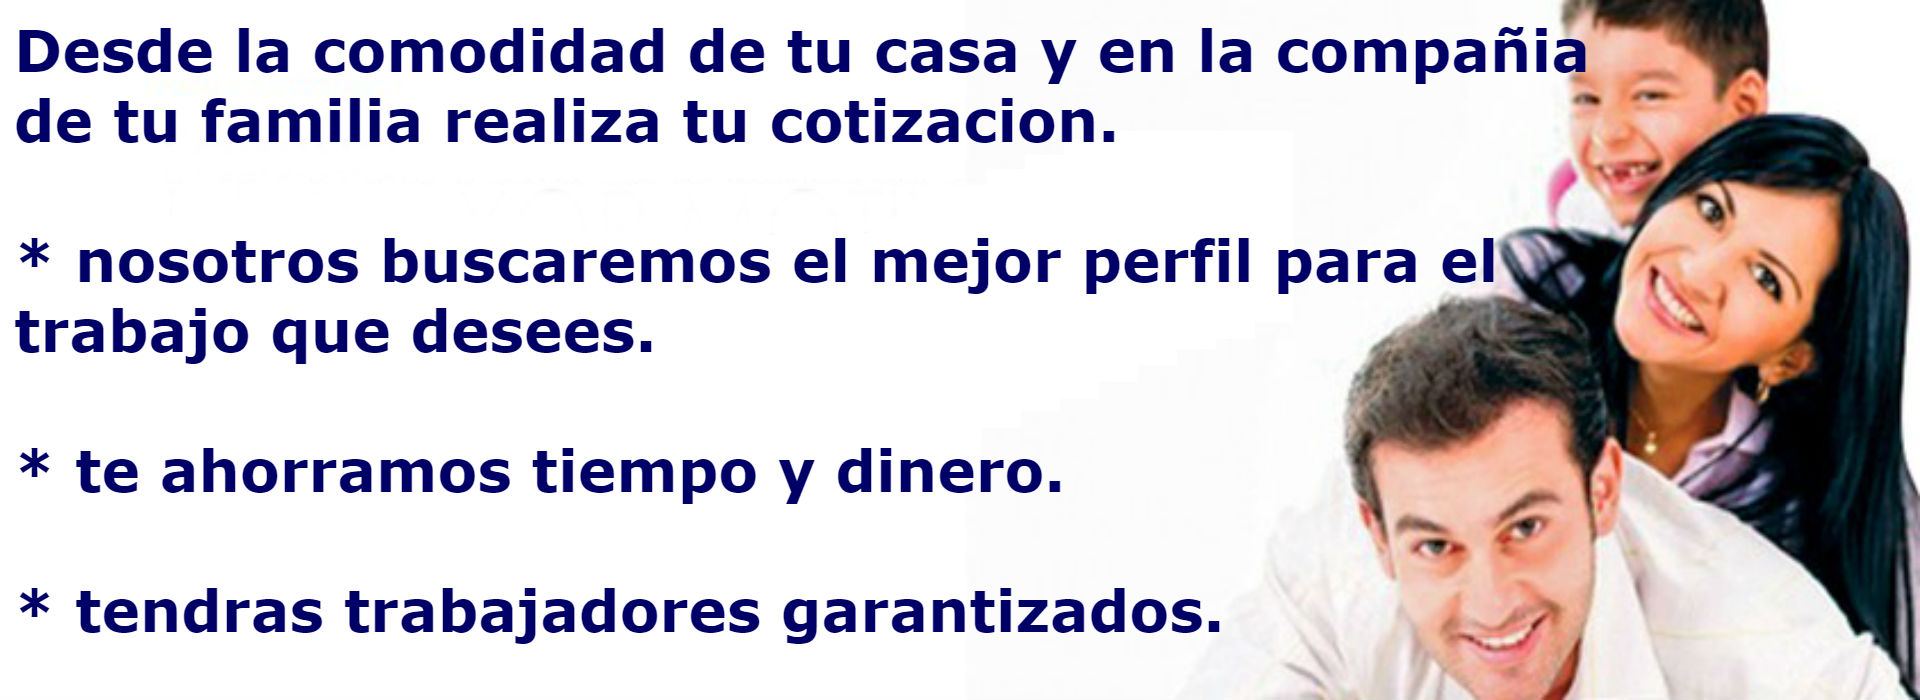 Desde la comodidad de tu casa y en la compañia
de tu familia realiza tu cotizacion.
* nosotros buscaremos el mejor perfil para el
trabajo que desees.
* te ahorramos tiempo y dinero.
* tendras trabajadores garantizados.